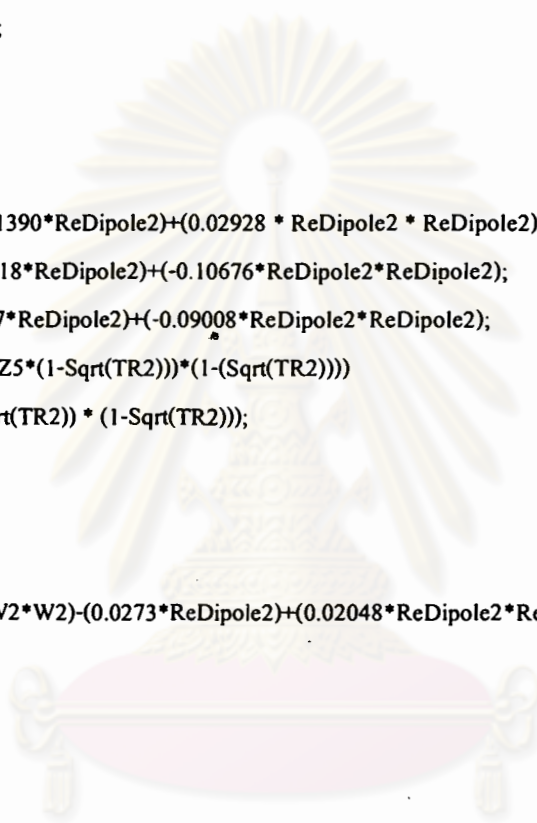 ;
1390*ReDipole2)+(0.02928 * ReDipole2 * ReDipole2)
18*ReDipole2)+(-0.10676*ReDipole2*ReDipole2);
7*ReDipole2)+(-0.09008*ReDipole2*ReDipole2);
Z5*(1-Sqrt(TR2)))*(1-(Sqrt(TR2))))
rt(TR2)) * (1-Sqrt(TR2)));
W2*W2)-(0.0273*ReDipole2)+(0.02048*ReDipole2*Re